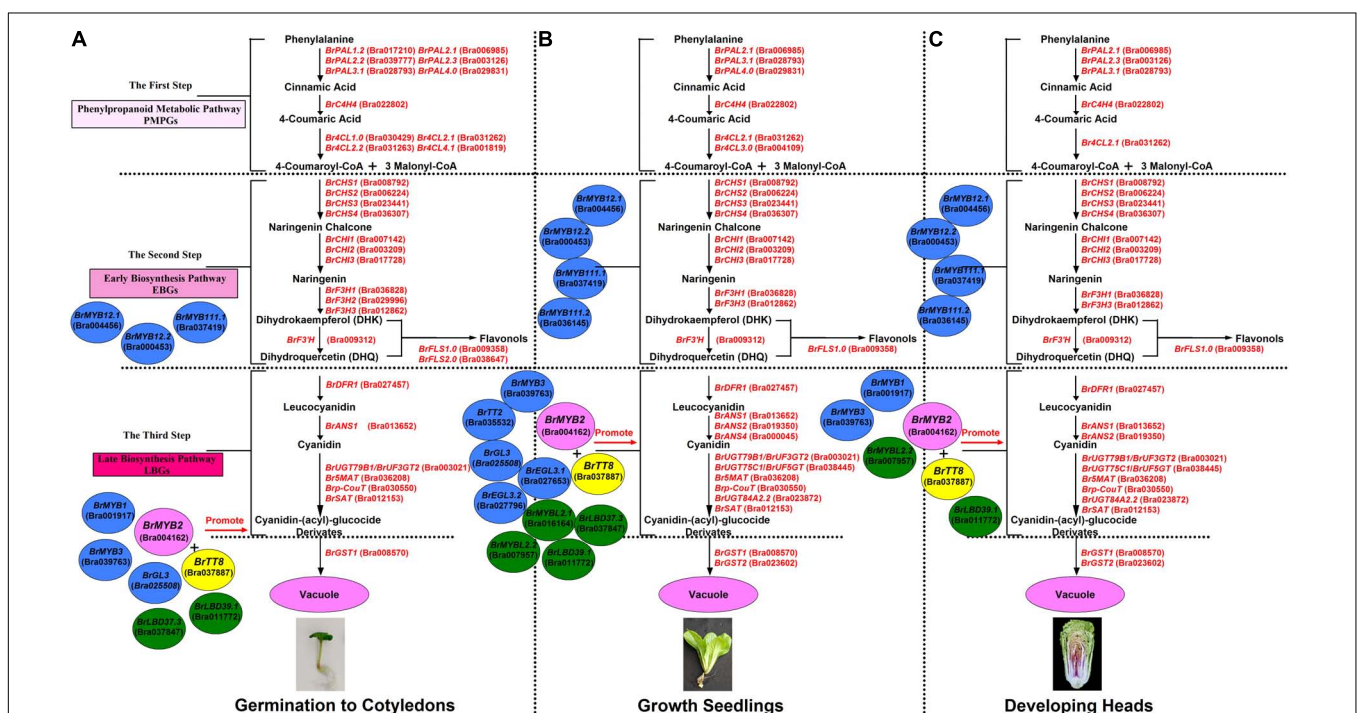 A
Phenylalanine
BrPAL1.2 (Bra017210) BrPAL2.1 (Bra006985)
BrPAL2.2 (Bra039777) BrPAL2.3 (Bra003126)
BrPAL3.1 (Bra028793) BrPAL4.0 (Bra029831)
The First Step
Phenylpropanoid Metabolic Pathway
PMPGs
Cinnamic Acid
BrC4H4 (Bra022802)
4-Coumaric Acid
Br4CL1.0 (Bra030429) Br4CL2.1 (Bra031262)
Br4CL2.2 (Bra031263) Br4CL4.1 (Bra001819)
4-Coumaroyl-CoA + 3 Malonyl-CoA
BrCHS1 (Bra008792)
BrCHS2 (Bra006224)
BrCHS3 (Bra023441)
BrCHS4 (Bra036307)
Naringenin Chalcone
The Second Step
Early Biosynthesis Pathway
EBGs
BrCHI1 (Bra007142)
BrCHI2 (Bra003209)
BrCHI3 (Bra017728)
Naringenin
BrF3H1 (Bra036828)
BrF3H2 (Bra029996)
BrF3H3 (Bra012862)
BrMYB12.1
(Bra004456)
BrMYB12.2
(Bra000453)
BrMYB111.1
(Bra037419)
Dihydrokaempferol (DHK)
BrF3'H (Bra009312)
Flavonols
Dihydroquercetin (DHQ)
BrFLS1.0 (Bra009358)
BrFLS2.0 (Bra038647)
BrDFR1 (Bra027457)
Leucocyanidin
BrANS1 (Bra013652)
The Third Step
Late Biosynthesis Pathway
LBGs
Cyanidin
BrUGT79B1/BrUF3GT2 (Bra003021)
Br5MAT (Bra036208)
Brp-CouT (Bra030550)
BrSAT (Bra012153)
BrMYB1
(Bra001917)
BrMYB2
(Bra004162)
Promote
+
BrMYB3
(Bra039763)
BrTT8
(Bra037887)
BrGL3
(Bra025508)
BrLBD37.3
(Bra037847)
BrLBD39.1
(Bra011772)
Cyanidin-(acyl)-glucocide
Derivates
BrGST1 (Bra008570)
Vacuole
Germination to Cotyledons
B
Phenylalanine
BrPAL2.1 (Bra006985)
BrPAL3.1 (Bra028793)
BrPAL4.0 (Bra029831)
Cinnamic Acid
BrC4H4 (Bra022802)
4-Coumaric Acid
Br4CL2.1 (Bra031262)
Br4CL3.0 (Bra004109)
4-Coumaroyl-CoA + 3 Malonyl-CoA
BrCHS1 (Bra008792)
BrCHS2 (Bra006224)
BrCHS3 (Bra023441)
BrCHS4 (Bra036307)
BrMYB12.1
(Bra004456)
BrMYB12.2
(Bra000453)
BrMYB111.1
(Bra037419)
BrMYB111.2
(Bra036145)
Naringenin Chalcone
BrCHI1 (Bra007142)
BrCHI2 (Bra003209)
BrCHI3 (Bra017728)
Naringenin
BrF3H1 (Bra036828)
BrF3H3 (Bra012862)
Dihydrokaempferol (DHK)
BrF3'H (Bra009312)
Flavonols
Dihydroquercetin (DHQ)
BrFLS1.0 (Bra009358)
BrDFR1 (Bra027457)
Leucocyanidin
BrANS1 (Bra013652)
BrANS2 (Bra019350)
BrANS4 (Bra000045)
Cyanidin
BrUGT79B1/BrUF3GT2 (Bra003021)
BrUGT75C1/BrUF5GT (Bra038445)
Br5MAT (Bra036208)
Brp-CouT (Bra030550)
BrUGT84A2.2 (Bra023872)
BrSAT (Bra012153)
BrMYB3
(Bra039763)
BrTT2
(Bra035532)
BrMYB2
(Bra004162)
Promote
+
BrGL3
(Bra025508)
BrEGL3.1
(Bra027653)
BrTT8
(Bra037887)
BrEGL3.2
(Bra027796)
BrMYBL2.1
(Bra016164)
BrLBD37.3
(Bra037847)
BrMYBL2.2
(Bra007957)
BrLBD39.1
(Bra011772)
Cyanidin-(acyl)-glucocide
Derivates
BrGST1 (Bra008570)
BrGST2 (Bra023602)
Vacuole
Growth Seedlings
C
Phenylalanine
BrPAL2.1 (Bra006985)
BrPAL2.3 (Bra003126)
BrPAL3.1 (Bra028793)
Cinnamic Acid
BrC4H4 (Bra022802)
4-Coumaric Acid
Br4CL2.1 (Bra031262)
4-Coumaroyl-CoA + 3 Malonyl-CoA
BrCHS1 (Bra008792)
BrCHS2 (Bra006224)
BrCHS3 (Bra023441)
BrCHS4 (Bra036307)
BrMYB12.1
(Bra004456)
BrMYB12.2
(Bra000453)
BrMYB111.1
(Bra037419)
BrMYB111.2
(Bra036145)
Naringenin Chalcone
BrCHI1 (Bra007142)
BrCHI2 (Bra003209)
BrCHI3 (Bra017728)
Naringenin
BrF3H1 (Bra036828)
BrF3H3 (Bra012862)
Dihydrokaempferol (DHK)
BrF3'H (Bra009312)
Flavonols
Dihydroquercetin (DHQ)
BrFLS1.0 (Bra009358)
BrDFR1 (Bra027457)
Leucocyanidin
BrANS1 (Bra013652)
BrANS2 (Bra019350)
Cyanidin
BrUGT79B1/BrUF3GT2 (Bra003021)
BrUGT75C1/BrUF5GT (Bra038445)
Br5MAT (Bra036208)
Brp-CouT (Bra030550)
BrUGT84A2.2 (Bra023872)
BrSAT (Bra012153)
BrMYB1
(Bra001917)
BrMYB3
(Bra039763)
BrMYB2
(Bra004162)
Promote
+
BrMYBL2.2
(Bra007957)
BrTT8
(Bra037887)
BrLBD39.1
(Bra011772)
Cyanidin-(acyl)-glucocide
Derivates
BrGST1 (Bra008570)
BrGST2 (Bra023602)
Vacuole
Developing Heads